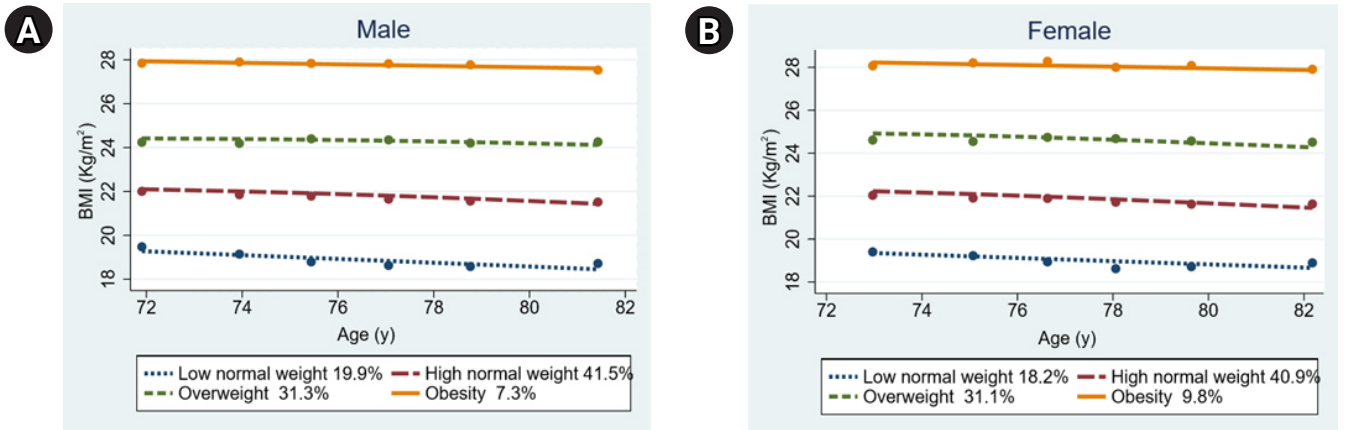 A
Male
BMI (Kg/m²)
28
26
24
22
20
18
72 74 76 78 80 82
Age (y)
Low normal weight 19.9% High normal weight 41.5%
Overweight 31.3% Obesity 7.3%
B
Female
BMI (Kg/m²)
28
26
24
22
20
18
72 74 76 78 80 82
Age (y)
Low normal weight 18.2% High normal weight 40.9%
Overweight 31.1% Obesity 9.8%